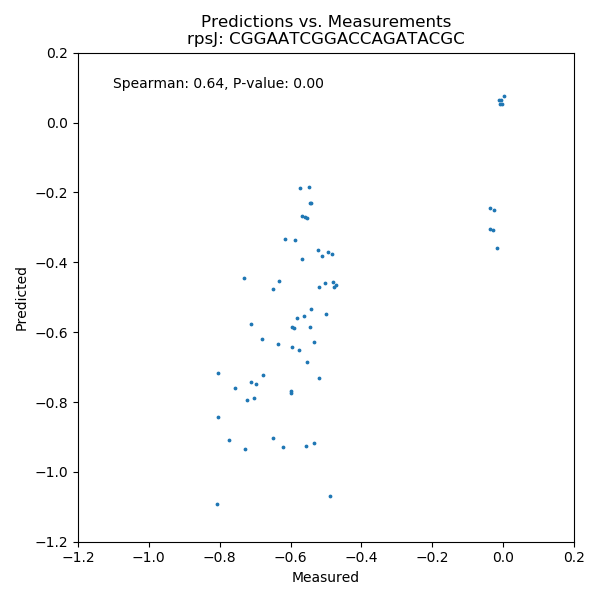 Predictions vs. Measurements
rpsJ: CGGAATCGGACCAGATACGC
Spearman: 0.64, P-value: 0.00
0.2
0.0
−0.2
−0.4
−0.6
−0.8
−1.0
−1.2
Predicted
−1.2 −1.0 −0.8 −0.6 −0.4 −0.2 0.0 0.2
Measured